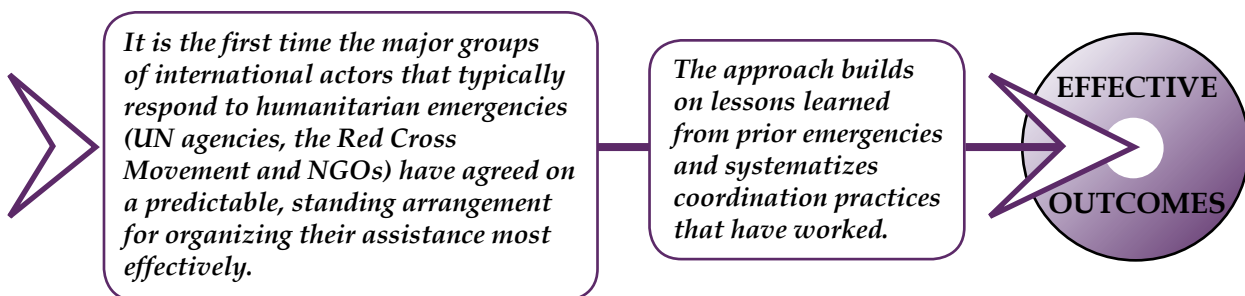 It is the first time the major groups
of international actors that typically
respond to humanitarian emergencies
(UN agencies, the Red Cross
Movement and NGOs) have agreed on
a predictable, standing arrangement
for organizing their assistance most
effectively.
The approach builds
on lessons learned
from prior emergencies
and systematizes
coordination practices
that have worked.
EFFECTIVE
OUTCOMES